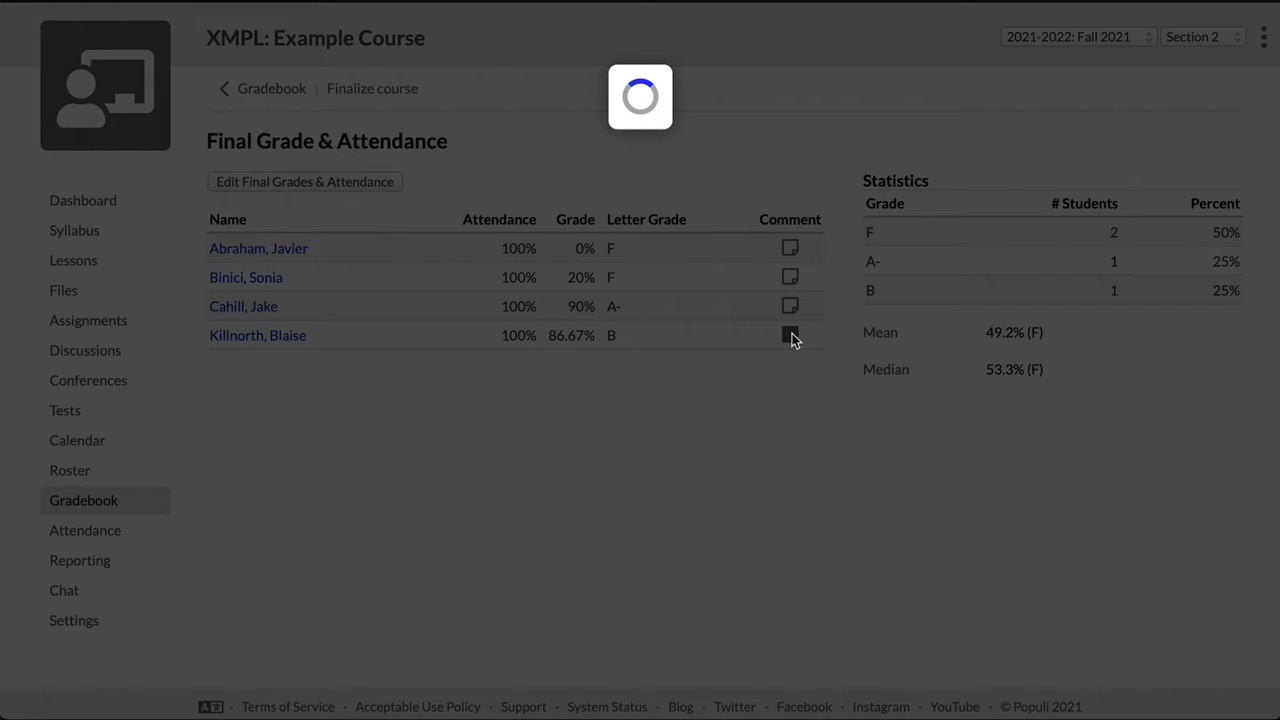 XMPL: Example Course
2021-2022: Fall 2021 Section 2
Gradebook | Finalize course
Final Grade & Attendance
Edit Final Grades & Attendance
Name Attendance Grade Letter Grade Comment
Abraham, Javier 100% 0% F
Binici, Sonia 100% 20% F
Cahill, Jake 100% 90% A-
Killnorth, Blaise 100% 86.67% B
Statistics
Grade # Students Percent
F 2 50%
A- 1 25%
B 1 25%
Mean 49.2% (F)
Median 53.3% (F)
Dashboard
Syllabus
Lessons
Files
Assignments
Discussions
Conferences
Tests
Calendar
Roster
Gradebook
Attendance
Reporting
Chat
Settings
A文 · Terms of Service · Acceptable Use Policy · Support · System Status · Blog · Twitter · Facebook · Instagram · YouTube · © Populi 2021